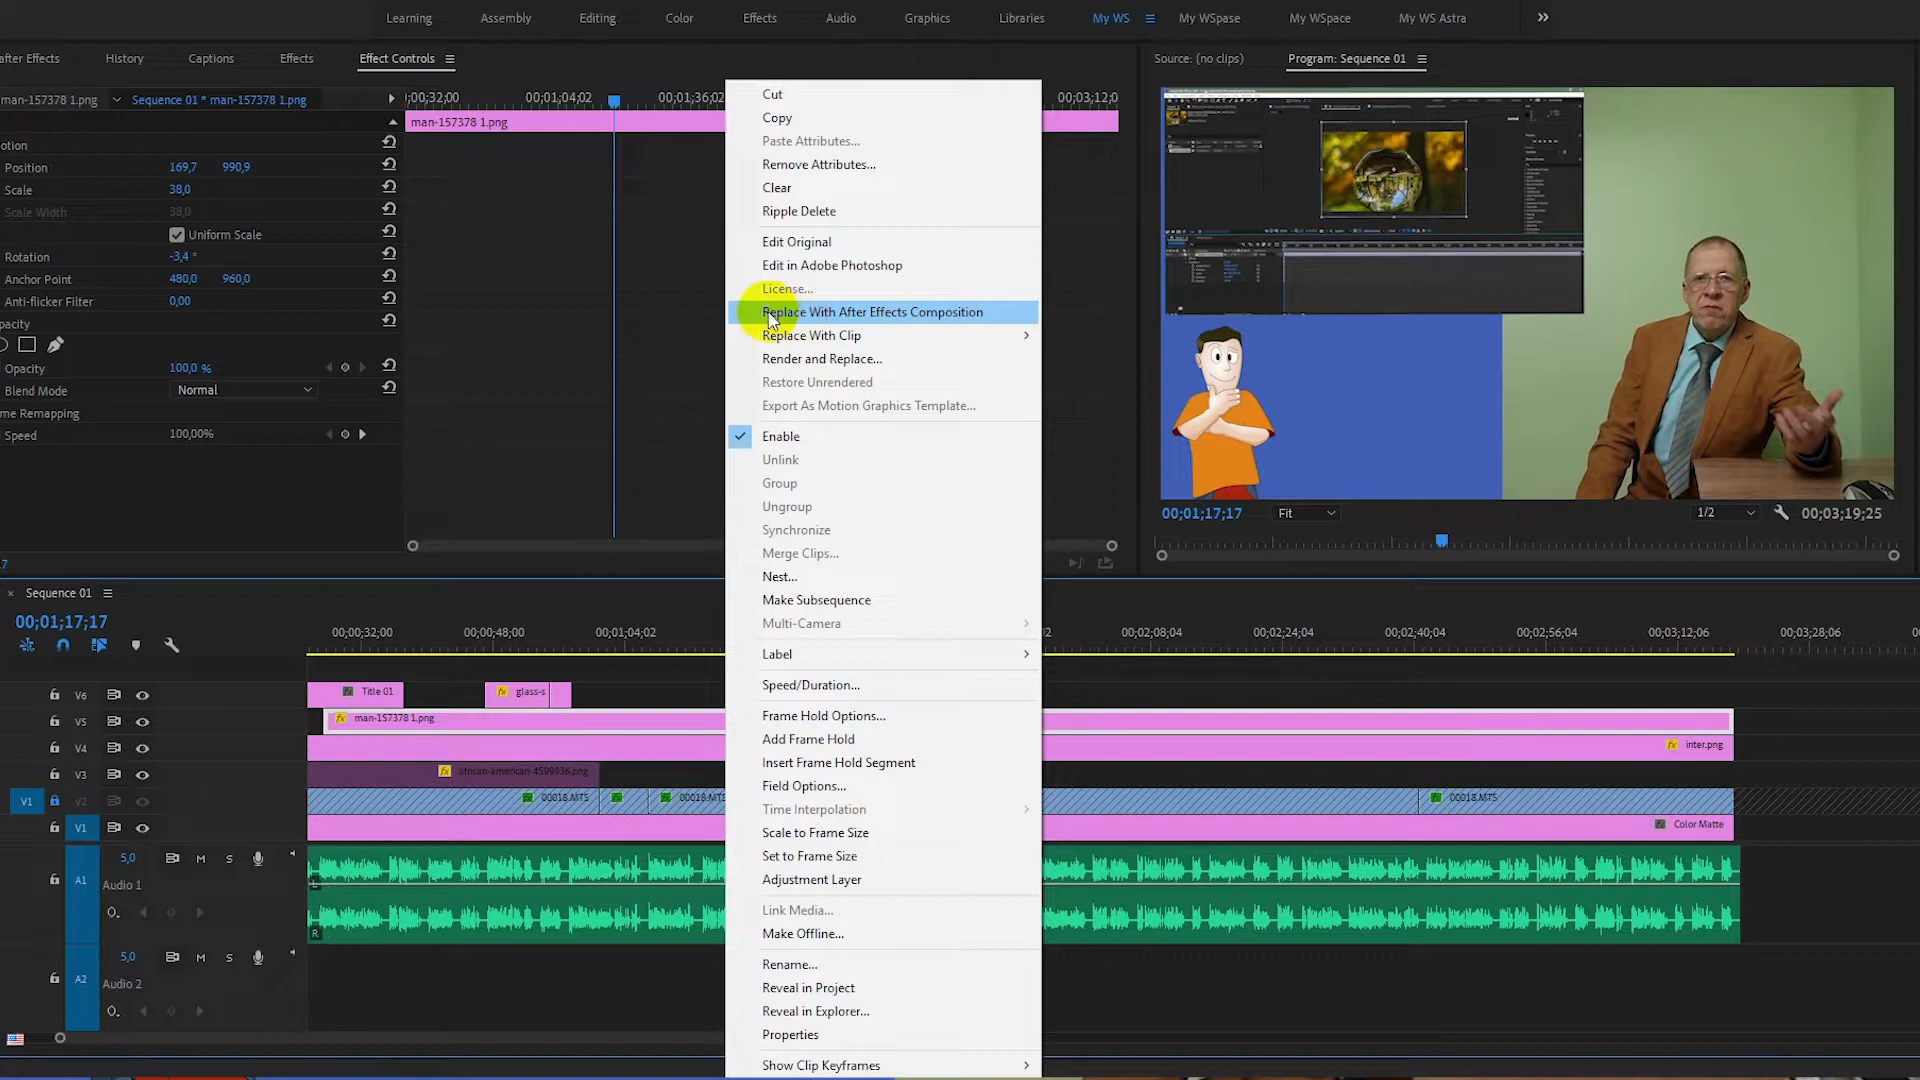 Learning
Assembly
Editing
Color
Effects
Audio
Graphics
Libraries
My WS
My WSpase
My WSpace
My WS Astra
after Effects
History
Captions
Effects
Effect Controls
Source: (no clips)
Program: Sequence 01
man-157378 1.png
Sequence 01 * man-157378 1.png
;00;32;00
00;01;04;02
00;01;36;02
00;03;12;0
man-157378 1.png
otion
Position 169,7 990,9
Scale 38,0
Scale Width 38,0
Uniform Scale
Rotation -3,4 °
Anchor Point 480,0 960,0
Anti-flicker Filter 0,00
pacity
Opacity 100,0 %
Blend Mode Normal
me Remapping
Speed 100,00%
Cut
Copy
Paste Attributes...
Remove Attributes...
Clear
Ripple Delete
Edit Original
Edit in Adobe Photoshop
License...
Replace With After Effects Composition
Replace With Clip
Render and Replace...
Restore Unrendered
Export As Motion Graphics Template...
Enable
Unlink
Group
Ungroup
Synchronize
Merge Clips...
Nest...
Make Subsequence
Multi-Camera
Label
Speed/Duration...
Frame Hold Options...
Add Frame Hold
Insert Frame Hold Segment
Field Options...
Time Interpolation
Scale to Frame Size
Set to Frame Size
Adjustment Layer
Link Media...
Make Offline...
Rename...
Reveal in Project
Reveal in Explorer...
Properties
Show Clip Keyframes
00;01;17;17
Fit
1/2
00;03;19;25
7
× Sequence 01
00;01;17;17
00;00;32;00
00;00;48;00
00;01;04;02
02
00;02;08;04
00;02;24;04
00;02;40;04
00;02;56;04
00;03;12;06
00;03;28;06
V6
Title 01
fx glass-s
V5
fx man-157378 1.png
V4
fx inter.png
V3
fx african-american-4599936.png
V1
V2
fx 00018.MTS
fx
fx 00018.MT
fx 00018.MTS
V1
Color Matte
5,0
M
S
A1
Audio 1
L
R
5,0
M
S
A2
Audio 2